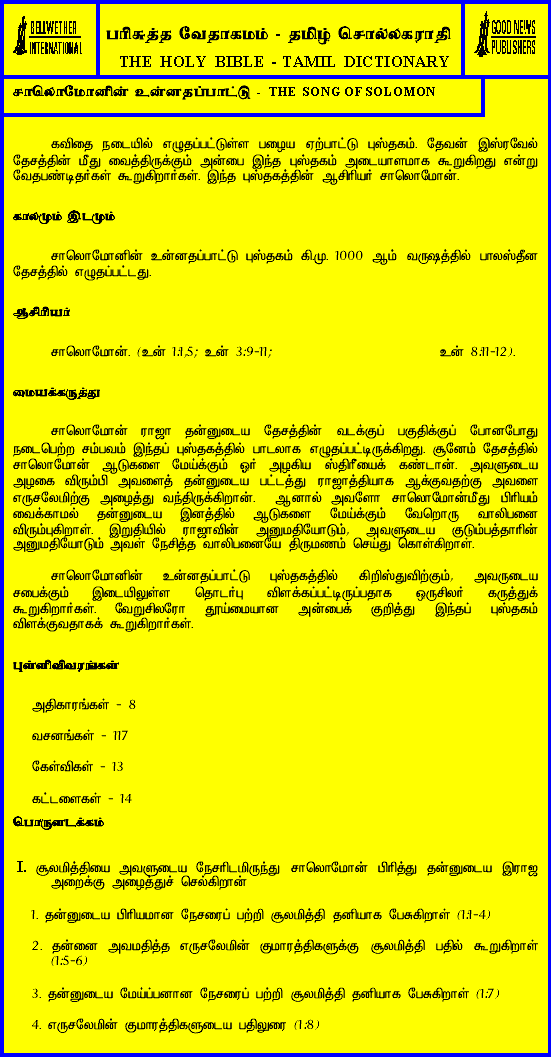 BELLWETHER
INTERNATIONAL
பரிசுத்த வேதாகமம் - தமிழ் சொல்லகராதி
THE HOLY BIBLE - TAMIL DICTIONARY
GOOD NEWS
PUBLISHERS
சாலொமோனின் உன்னதப்பாட்டு - THE SONG OF SOLOMON
கவிதை நடையில் எழுதப்பட்டுள்ள பழைய ஏற்பாட்டு புஸ்தகம். தேவன் இஸ்ரவேல்
தேசத்தின் மீது வைத்திருக்கும் அன்பை இந்த புஸ்தகம் அடையாளமாக கூறுகிறது என்று
வேதபண்டிதர்கள் கூறுகிறார்கள். இந்த புஸ்தகத்தின் ஆசிரியர் சாலொமோன்.
காலமும் இடமும்
சாலொமோனின் உன்னதப்பாட்டு புஸ்தகம் கி.மு. 1000 ஆம் வருஷத்தில் பாலஸ்தீன
தேசத்தில் எழுதப்பட்டது.
ஆசிரியர்
சாலொமோன். (உன் 1:1,5; உன் 3:9-11; உன் 8:11-12).
மையக்கருத்து
சாலொமோன் ராஜா தன்னுடைய தேசத்தின் வடக்குப் பகுதிக்குப் போனபோது
நடைபெற்ற சம்பவம் இந்தப் புஸ்தகத்தில் பாடலாக எழுதப்பட்டிருக்கிறது. சூனேம் தேசத்தில்
சாலொமோன் ஆடுகளை மேய்க்கும் ஓர் அழகிய ஸ்திரீயைக் கண்டான். அவளுடைய
அழகை விரும்பி அவளைத் தன்னுடைய பட்டத்து ராஜாத்தியாக ஆக்குவதற்கு அவளை
எருசலேமிற்கு அழைத்து வந்திருக்கிறான். ஆனால் அவளோ சாலொமோன்மீது பிரியம்
வைக்காமல் தன்னுடைய இனத்தில் ஆடுகளை மேய்க்கும் வேறொரு வாலிபனை
விரும்புகிறாள். இறுதியில் ராஜாவின் அனுமதியோடும், அவளுடைய குடும்பத்தாரின்
அனுமதியோடும் அவள் நேசித்த வாலிபனையே திருமணம் செய்து கொள்கிறாள்.
சாலொமோனின் உன்னதப்பாட்டு புஸ்தகத்தில் கிறிஸ்துவிற்கும், அவருடைய
சபைக்கும் இடையிலுள்ள தொடர்பு விளக்கப்பட்டிருப்பதாக ஒருசிலர் கருத்துக்
கூறுகிறார்கள். வேறுசிலரோ தூய்மையான அன்பைக் குறித்து இந்தப் புஸ்தகம்
விளக்குவதாகக் கூறுகிறார்கள்.
புள்ளிவிவரங்கள்
அதிகாரங்கள் - 8
வசனங்கள் - 117
கேள்விகள் - 13
கட்டளைகள் - 14
பொருளடக்கம்
I. சூலமித்தியை அவளுடைய நேசரிடமிருந்து சாலொமோன் பிரித்து தன்னுடைய இராஜ
அறைக்கு அழைத்துச் செல்கிறான்
1. தன்னுடைய பிரியமான நேசரைப் பற்றி சூலமித்தி தனியாக பேசுகிறாள் (1:1-4)
2. தன்னை அவமதித்த எருசலேமின் குமாரத்திகளுக்கு சூலமித்தி பதில் கூறுகிறாள்
(1:5-6)
3. தன்னுடைய மேய்ப்பனான நேசரைப் பற்றி சூலமித்தி தனியாக பேசுகிறாள் (1:7)
4. எருசலேமின் குமாரத்திகளுடைய பதிலுரை (1:8)